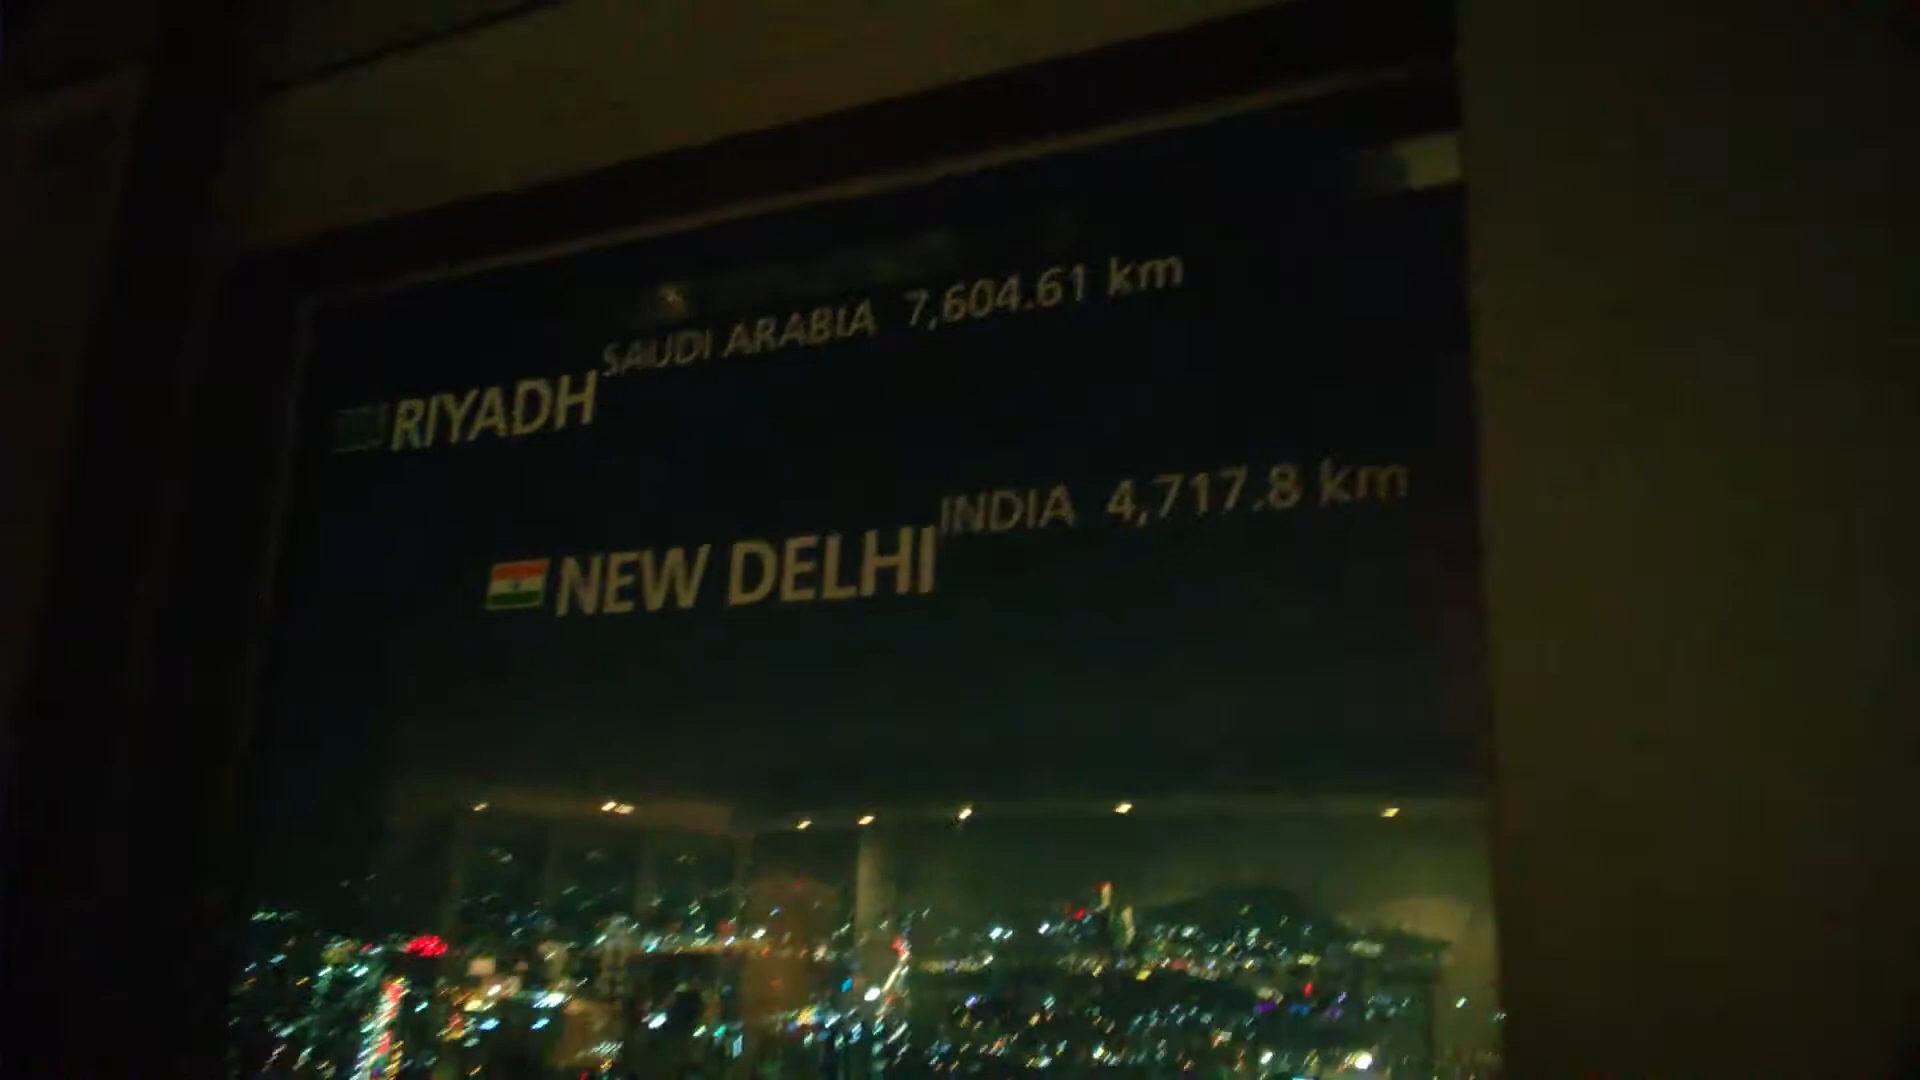 RIYADH SAUDI ARABIA 7,604.61 km
NEW DELHI INDIA 4,717.8 km